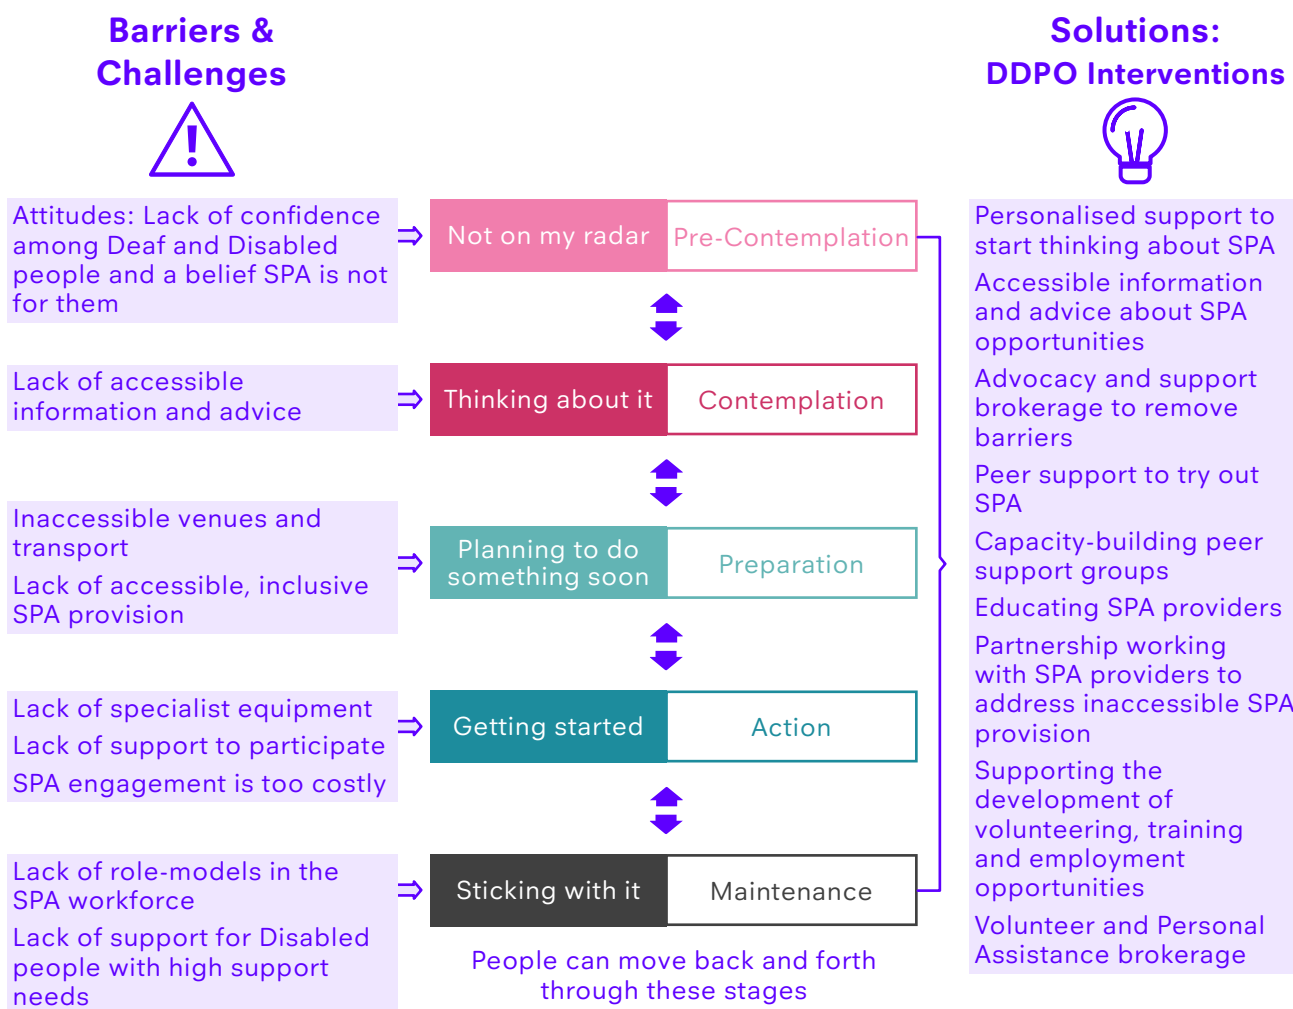 Barriers &
Challenges
Attitudes: Lack of confidence
among Deaf and Disabled
people and a belief SPA is not
for them
Lack of accessible
information and advice
Inaccessible venues and
transport
Lack of accessible, inclusive
SPA provision
Lack of specialist equipment
Lack of support to participate
SPA engagement is too costly
Lack of role-models in the
SPA workforce
Lack of support for Disabled
people with high support
needs
Not on my radar
Pre-Contemplation
Thinking about it
Contemplation
Planning to do
something soon
Preparation
Getting started
Action
Sticking with it
Maintenance
People can move back and forth
through these stages
Solutions:
DDPO Interventions
Personalised support to
start thinking about SPA
Accessible information
and advice about SPA
opportunities
Advocacy and support
brokerage to remove
barriers
Peer support to try out
SPA
Capacity-building peer
support groups
Educating SPA providers
Partnership working
with SPA providers to
address inaccessible SPA
provision
Supporting the
development of
volunteering, training
and employment
opportunities
Volunteer and Personal
Assistance brokerage